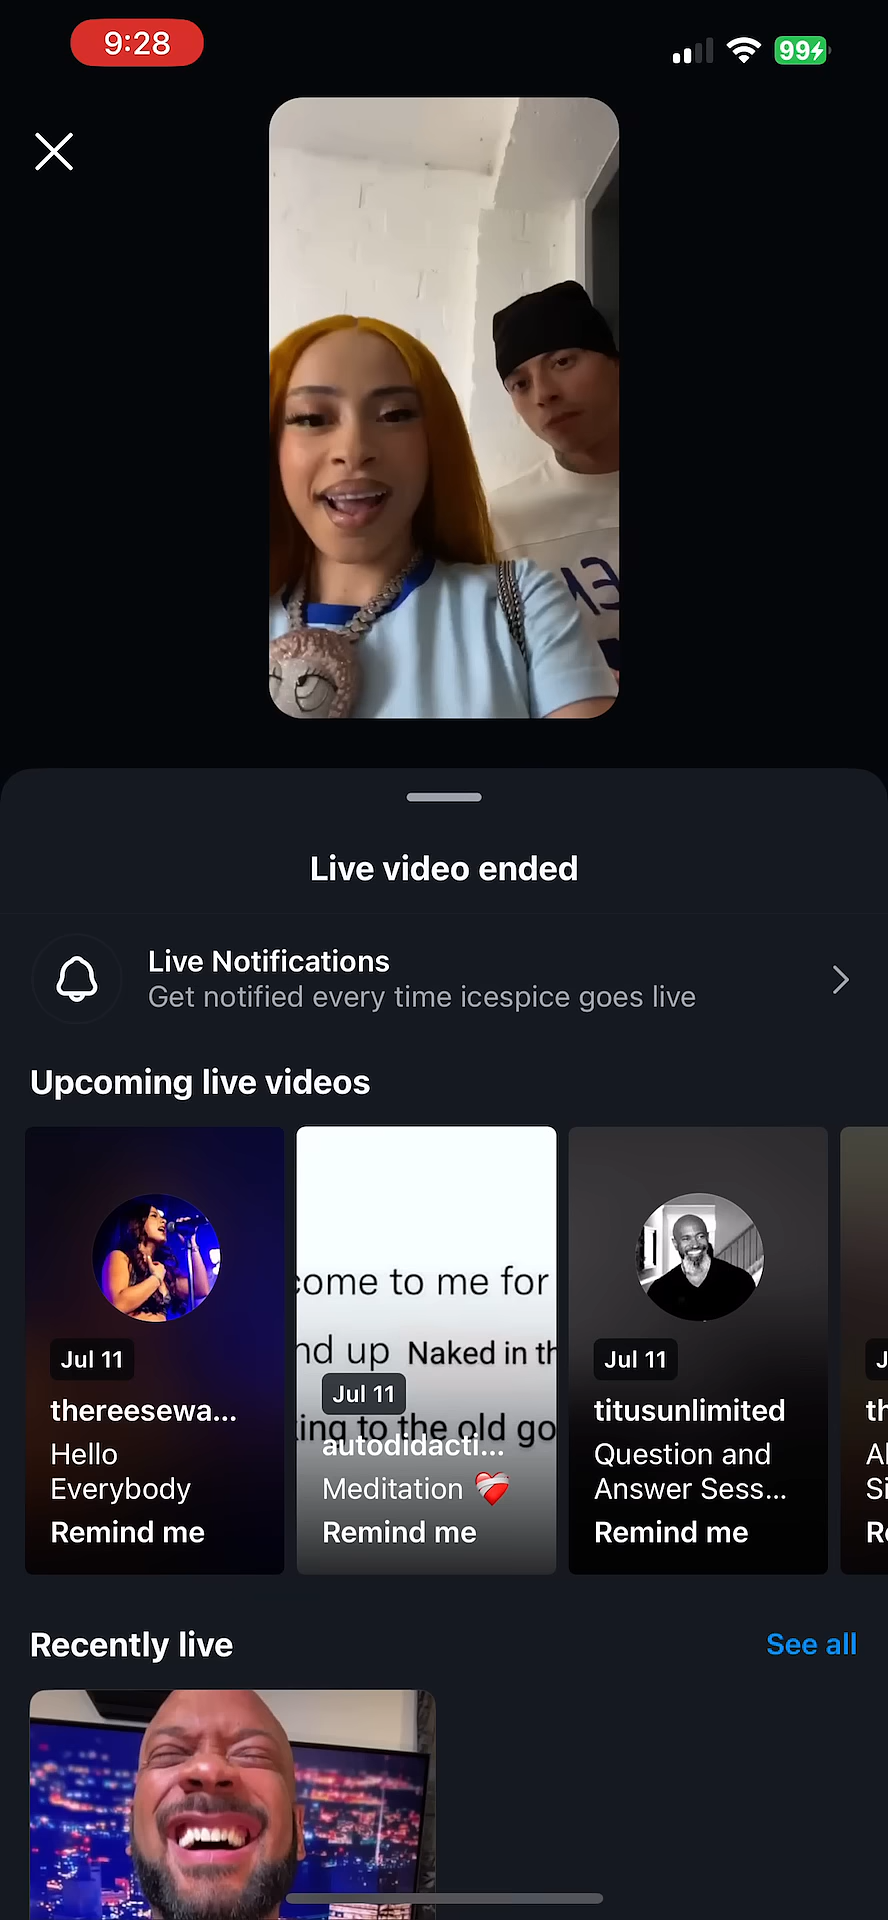 9:28
99
Live video ended
Live Notifications
Get notified every time icespice goes live
Upcoming live videos
come to me for
nd up Naked in th
Jul 11
king to the old go
thereesewa...
Hello
Everybody
Remind me
Jul 11
autodidacti...
Meditation ❤️‍🩹
Remind me
Jul 11
titusunlimited
Question and
Answer Sess...
Remind me
Recently live
See all